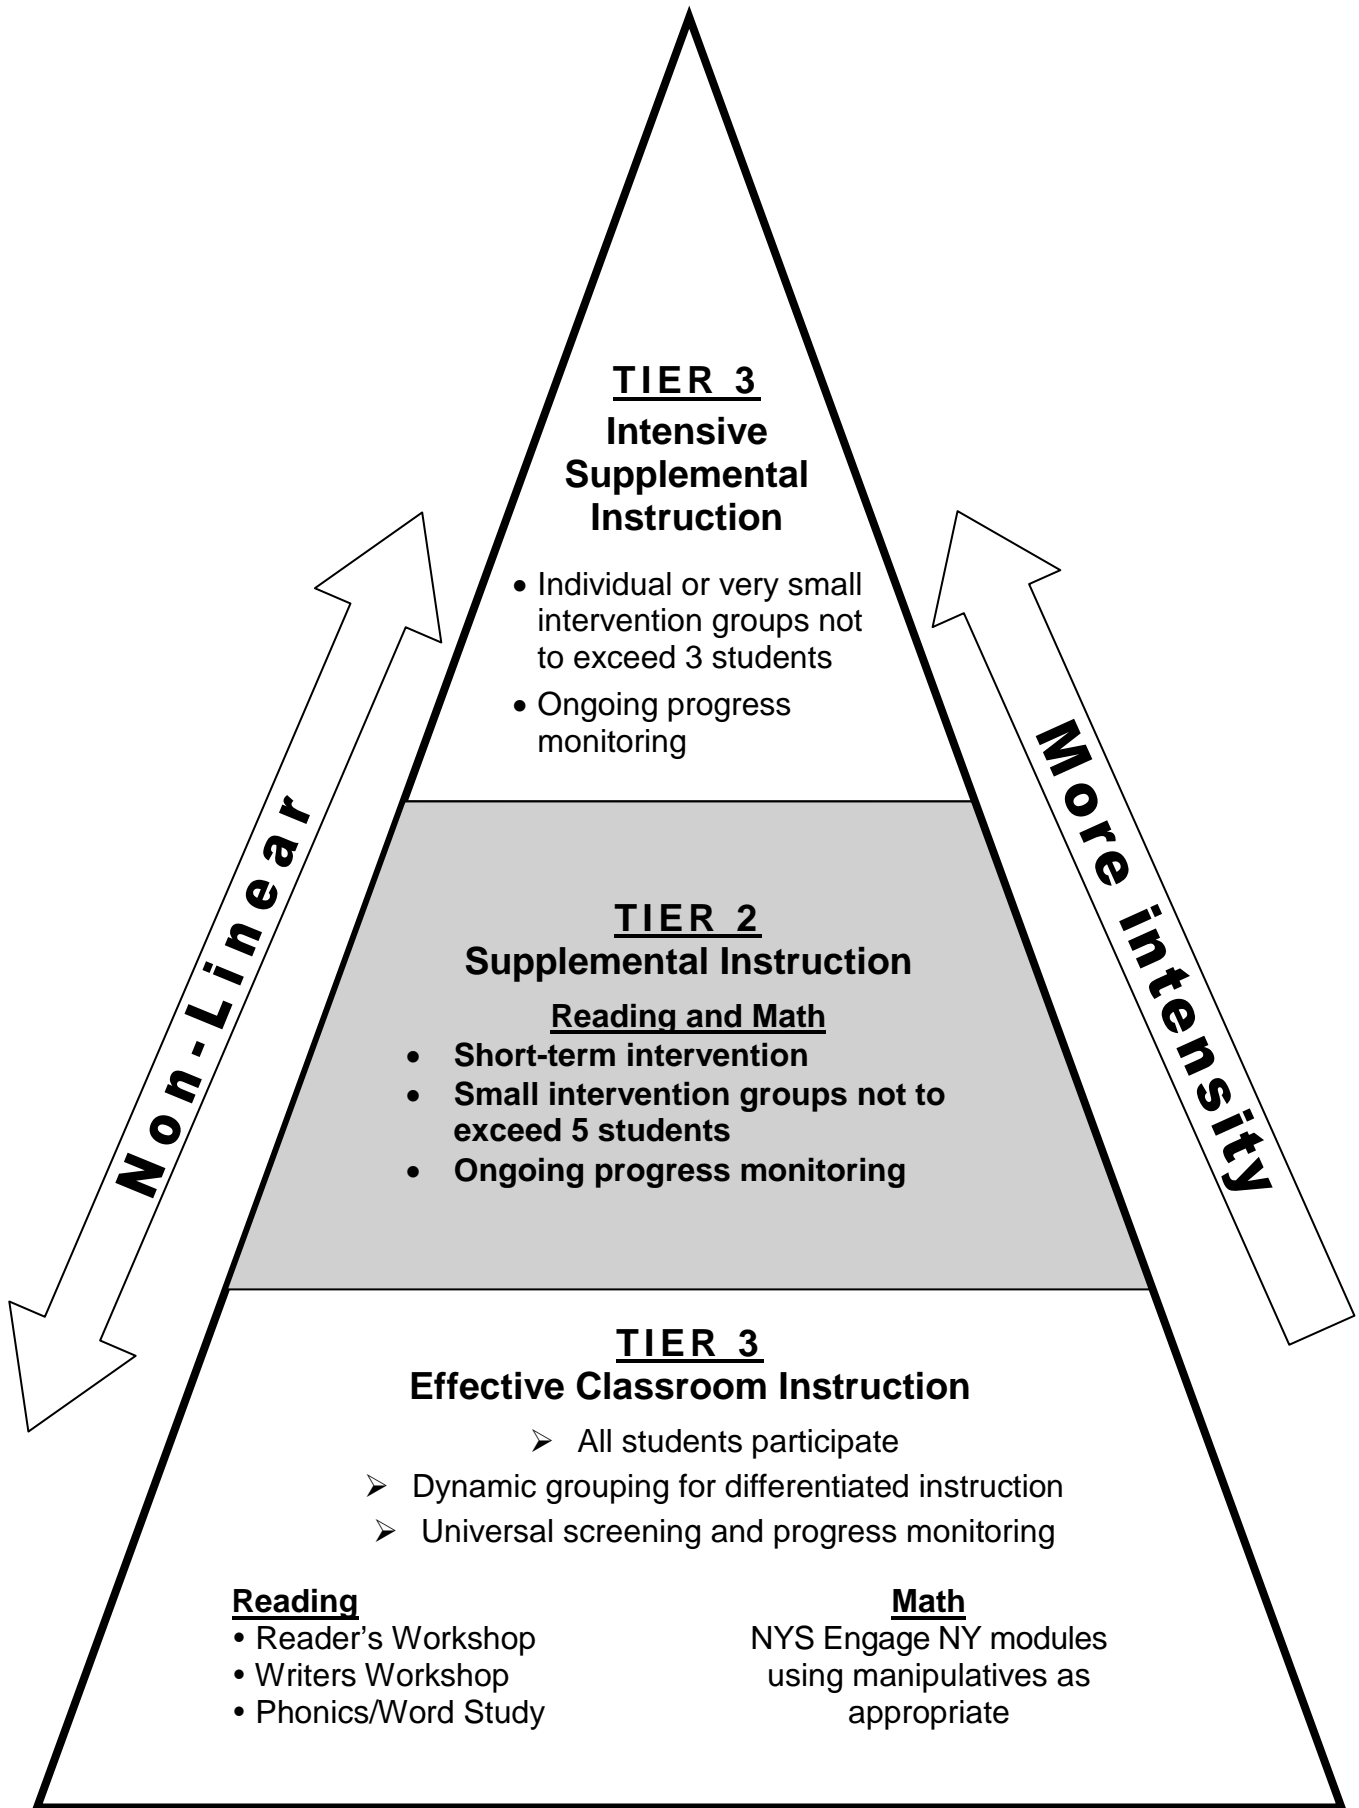 TIER 3
Intensive
Supplemental
Instruction
• Individual or very small
intervention groups not
to exceed 3 students
• Ongoing progress
monitoring
Non-Linear
More intensity
TIER 2
Supplemental Instruction
Reading and Math
• Short-term intervention
• Small intervention groups not to
exceed 5 students
• Ongoing progress monitoring
TIER 3
Effective Classroom Instruction
➢ All students participate
➢ Dynamic grouping for differentiated instruction
➢ Universal screening and progress monitoring
Reading
• Reader’s Workshop
• Writers Workshop
• Phonics/Word Study
Math
NYS Engage NY modules
using manipulatives as
appropriate